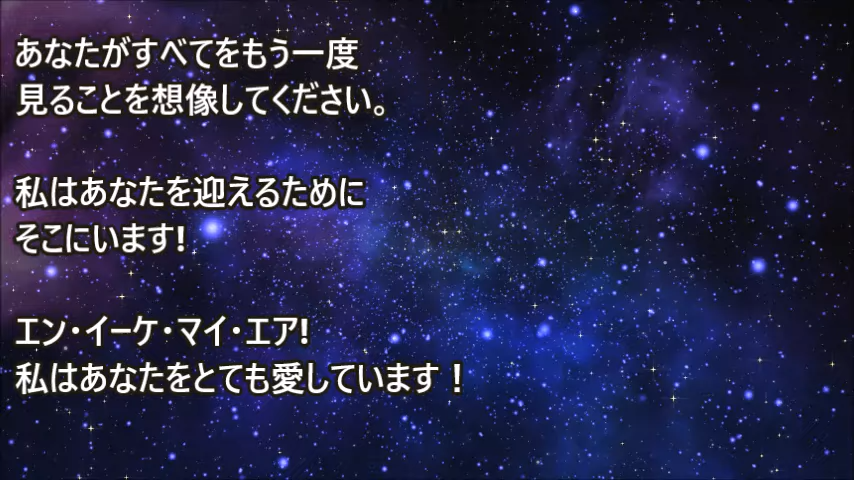 あなたがすべてをもう一度
見ることを想像してください。
私はあなたを迎えるために
そこにいます!
エン・イーケ・マイ・エア!
私はあなたをとても愛しています！